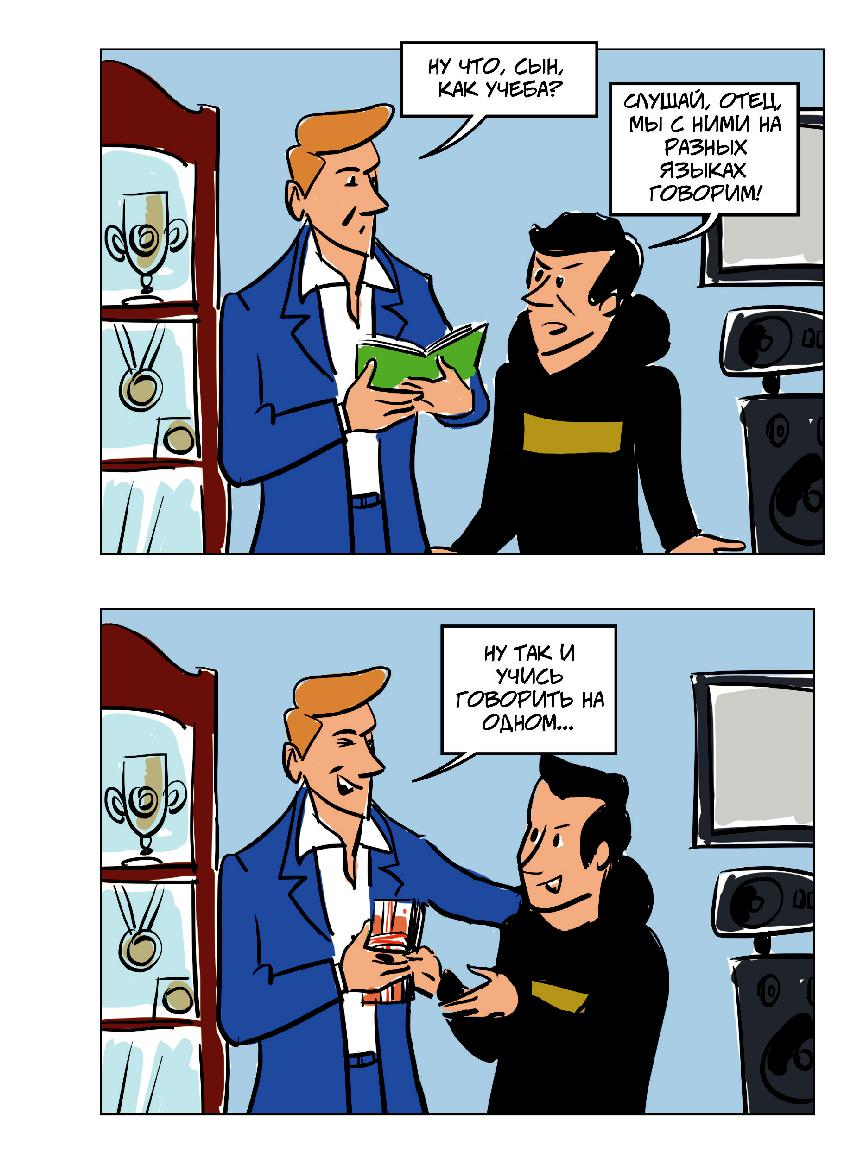 НУ ЧТО, СЫН,
КАК УЧЕБА?
СЛУШАЙ, ОТЕЦ,
МЫ С НИМИ НА
РАЗНЫХ
ЯЗЫКАХ
ГОВОРИМ!
НУ ТАК И
УЧИСЬ
ГОВОРИТЬ НА
ОДНОМ...